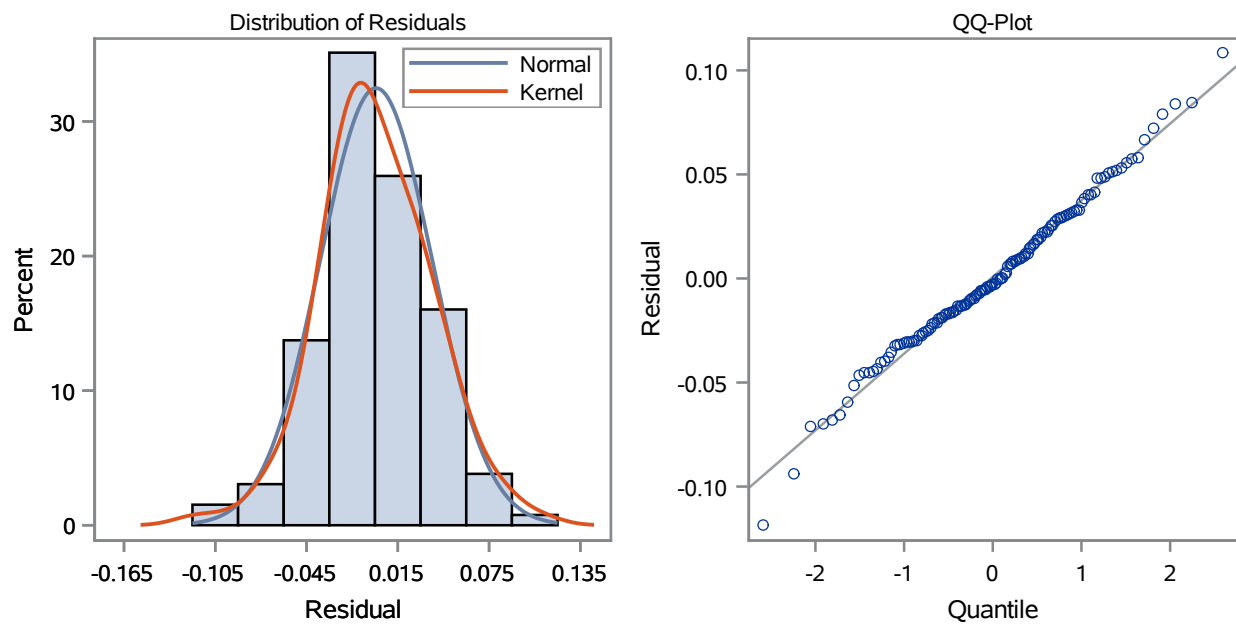 Distribution of Residuals
Normal
Kernel
Percent
30
20
10
0
-0.165
-0.105
-0.045
0.015
0.075
0.135
Residual
QQ-Plot
Residual
0.10
0.05
0.00
-0.05
-0.10
-2
-1
0
1
2
Quantile